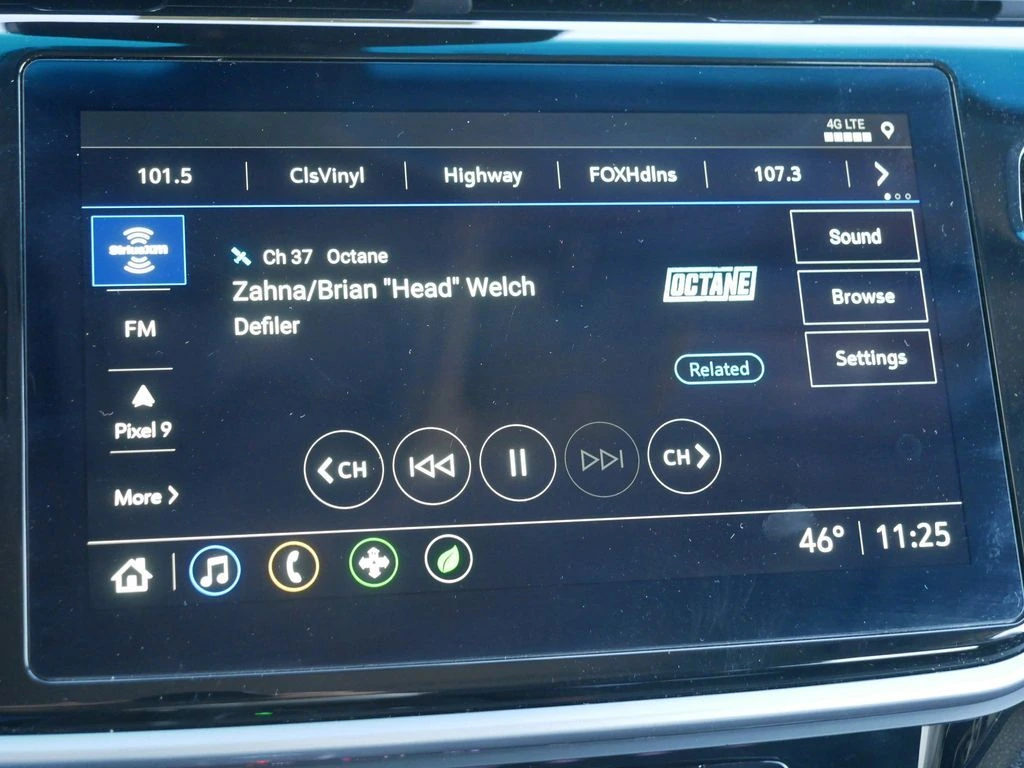 4G LTE
101.5
ClsVinyl
Highway
FOXHdlns
107.3
SiriusXM
Ch 37 Octane
Zahna/Brian "Head" Welch
Defiler
OCTANE
Related
Sound
Browse
Settings
FM
Pixel 9
More
CH
CH
46°
11:25